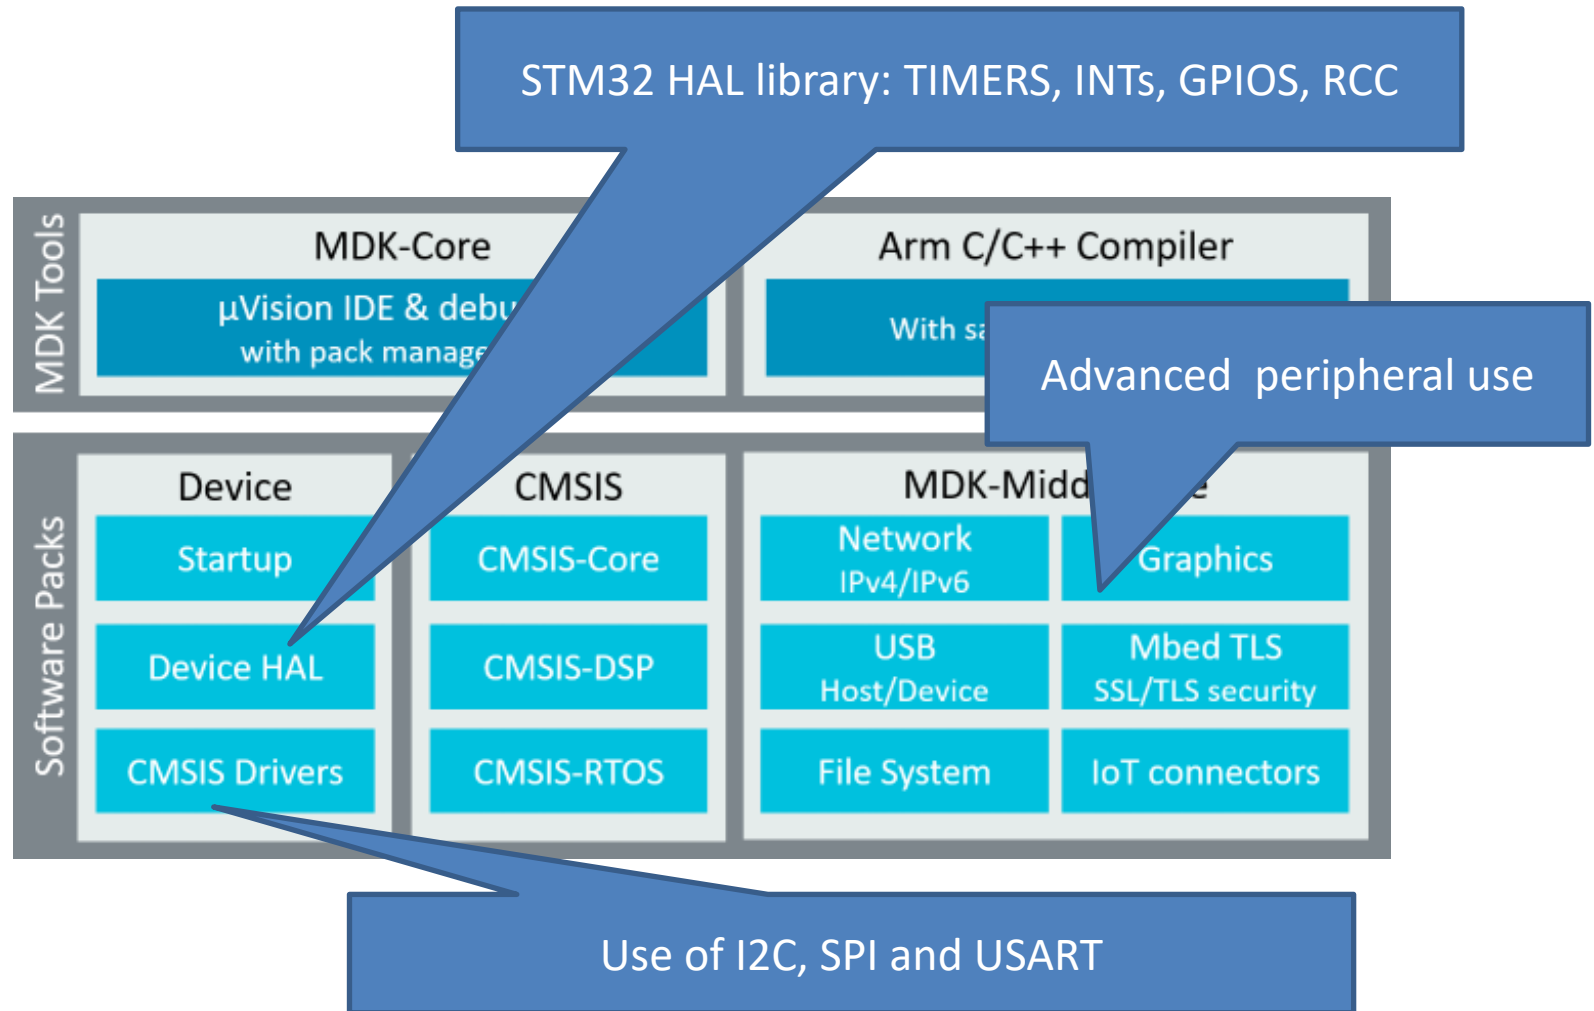 STM32 HAL library: TIMERS, INTs, GPIOS, RCC
MDK Tools
MDK-Core
µVision IDE & debu
with pack manage
Arm C/C++ Compiler
With sa
Advanced peripheral use
Software Packs
Device
Startup
Device HAL
CMSIS Drivers
CMSIS
CMSIS-Core
CMSIS-DSP
CMSIS-RTOS
MDK-Midd e
Network
IPv4/IPv6
Graphics
USB
Host/Device
Mbed TLS
SSL/TLS security
File System
IoT connectors
Use of I2C, SPI and USART